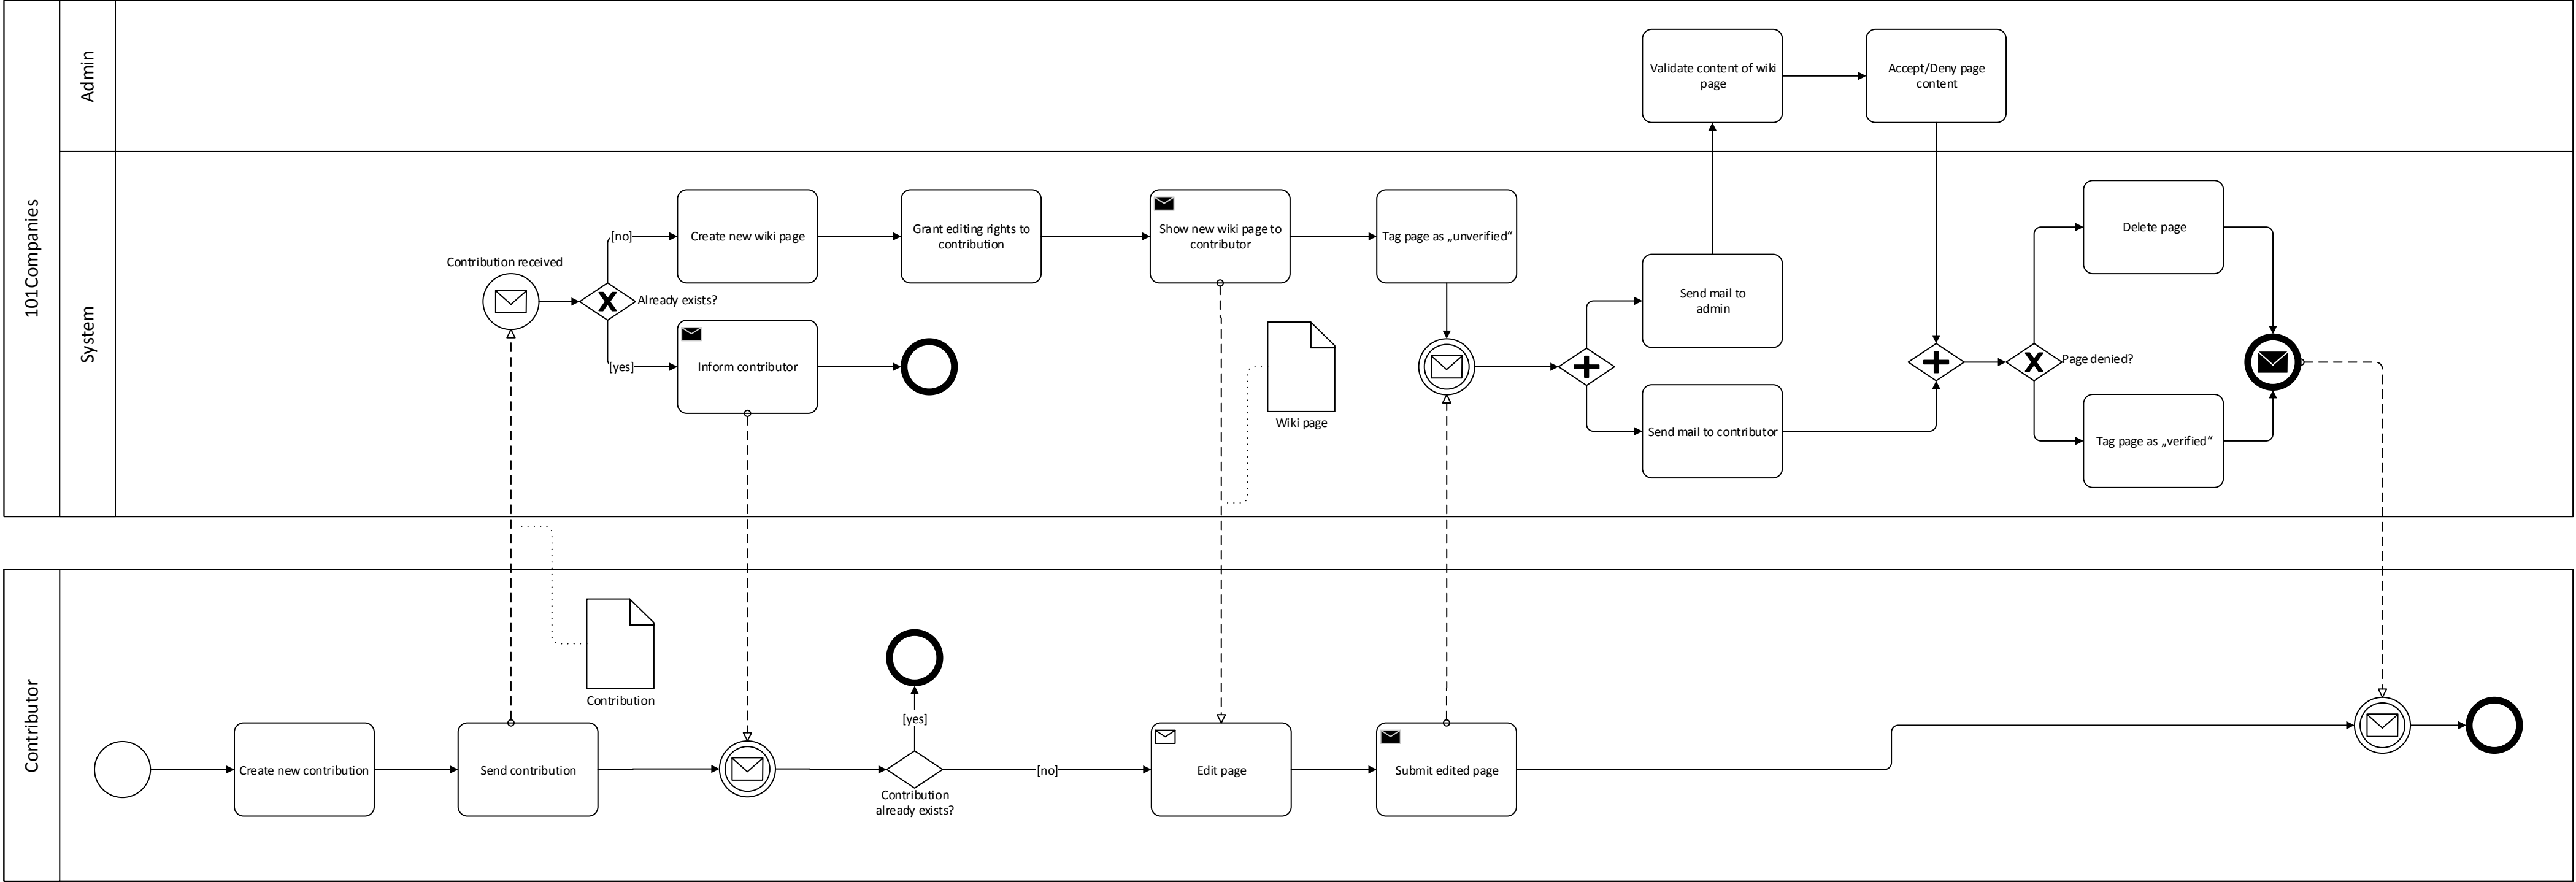 101Companies
Admin
Validate content of wiki
page
Accept/Deny page
content
System
Contribution received
Already exists?
[no]
Create new wiki page
Grant editing rights to
contribution
Show new wiki page to
contributor
Tag page as „unverified“
[yes]
Inform contributor
Wiki page
Send mail to
admin
Send mail to contributor
Page denied?
Delete page
Tag page as „verified“
Contributor
Create new contribution
Send contribution
Contribution
[yes]
Contribution
already exists?
[no]
Edit page
Submit edited page